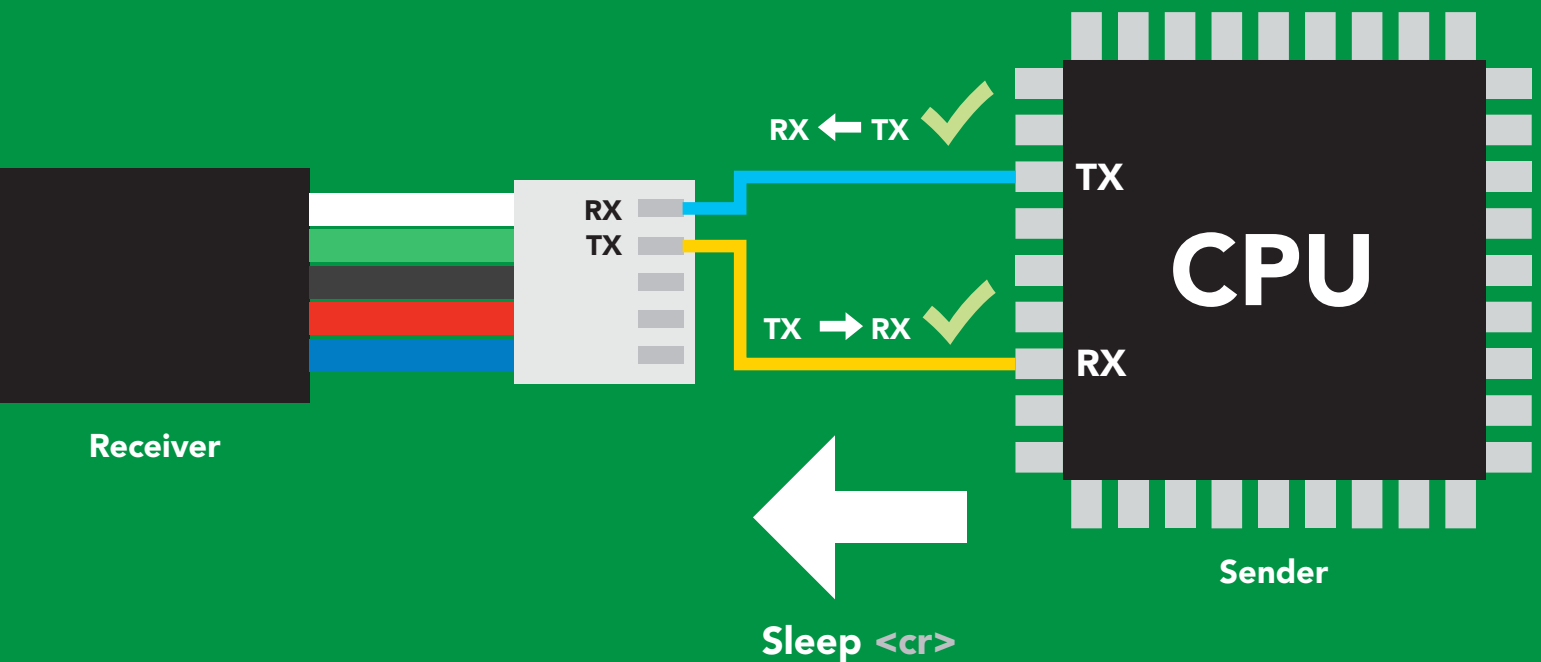 RX ← TX
TX
RX
TX
CPU
TX → RX
RX
Receiver
Sender
Sleep <cr>